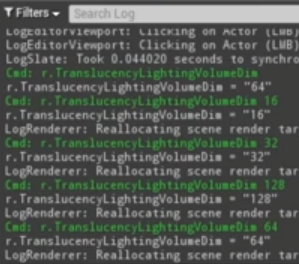 Filters
Search Log
LogEditorViewport: Clicking on Actor (LMB)
LogEditorViewport: Clicking on Actor (LMB)
LogSlate: Took 0.044020 seconds to synchro
Cmd: r.TranslucencyLightingVolumeDim
r.TranslucencyLightingVolumeDim = "64"
Cmd: r.TranslucencyLightingVolumeDim 16
r.TranslucencyLightingVolumeDim = "16"
LogRenderer: Reallocating scene render tar
Cmd: r.TranslucencyLightingVolumeDim 32
r.TranslucencyLightingVolumeDim = "32"
LogRenderer: Reallocating scene render tar
Cmd: r.TranslucencyLightingVolumeDim 128
r.TranslucencyLightingVolumeDim = "128"
LogRenderer: Reallocating scene render tar
Cmd: r.TranslucencyLightingVolumeDim 64
r.TranslucencyLightingVolumeDim = "64"
LogRenderer: Reallocating scene render tar